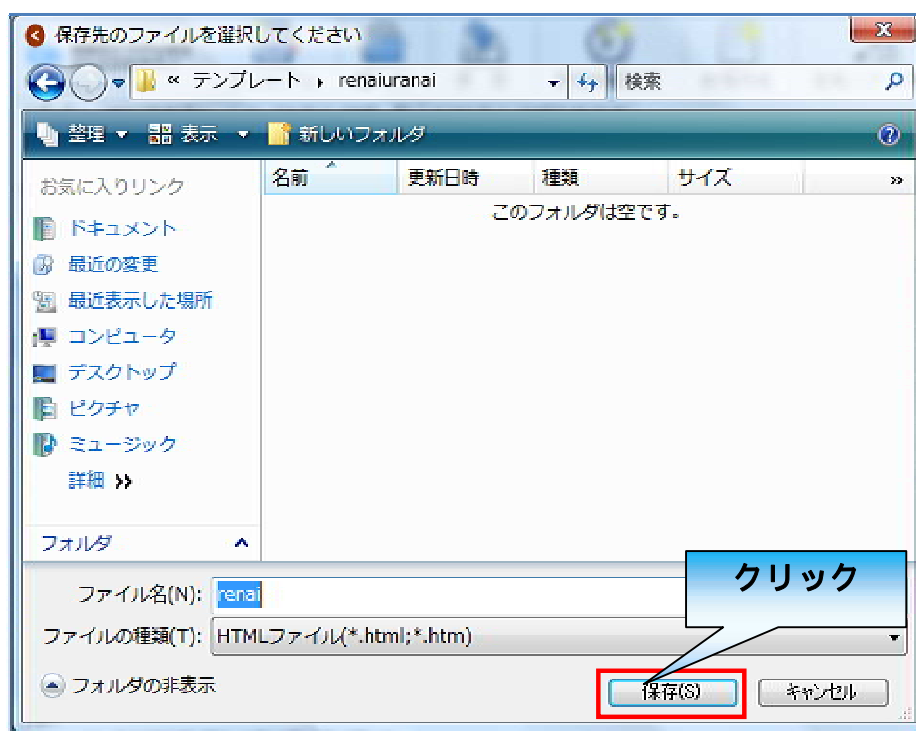 保存先のファイルを選択してください
« テンプレート renaiuranai 検索
整理 表示 新しいフォルダ
お気に入りリンク
ドキュメント
最近の変更
最近表示した場所
コンピュータ
デスクトップ
ピクチャ
ミュージック
詳細 »
フォルダ
名前 更新日時 種類 サイズ »
このフォルダは空です。
クリック
ファイル名(N): renai
ファイルの種類(T): HTMLファイル(*.html;*.htm)
フォルダの非表示 保存(S) キャンセル